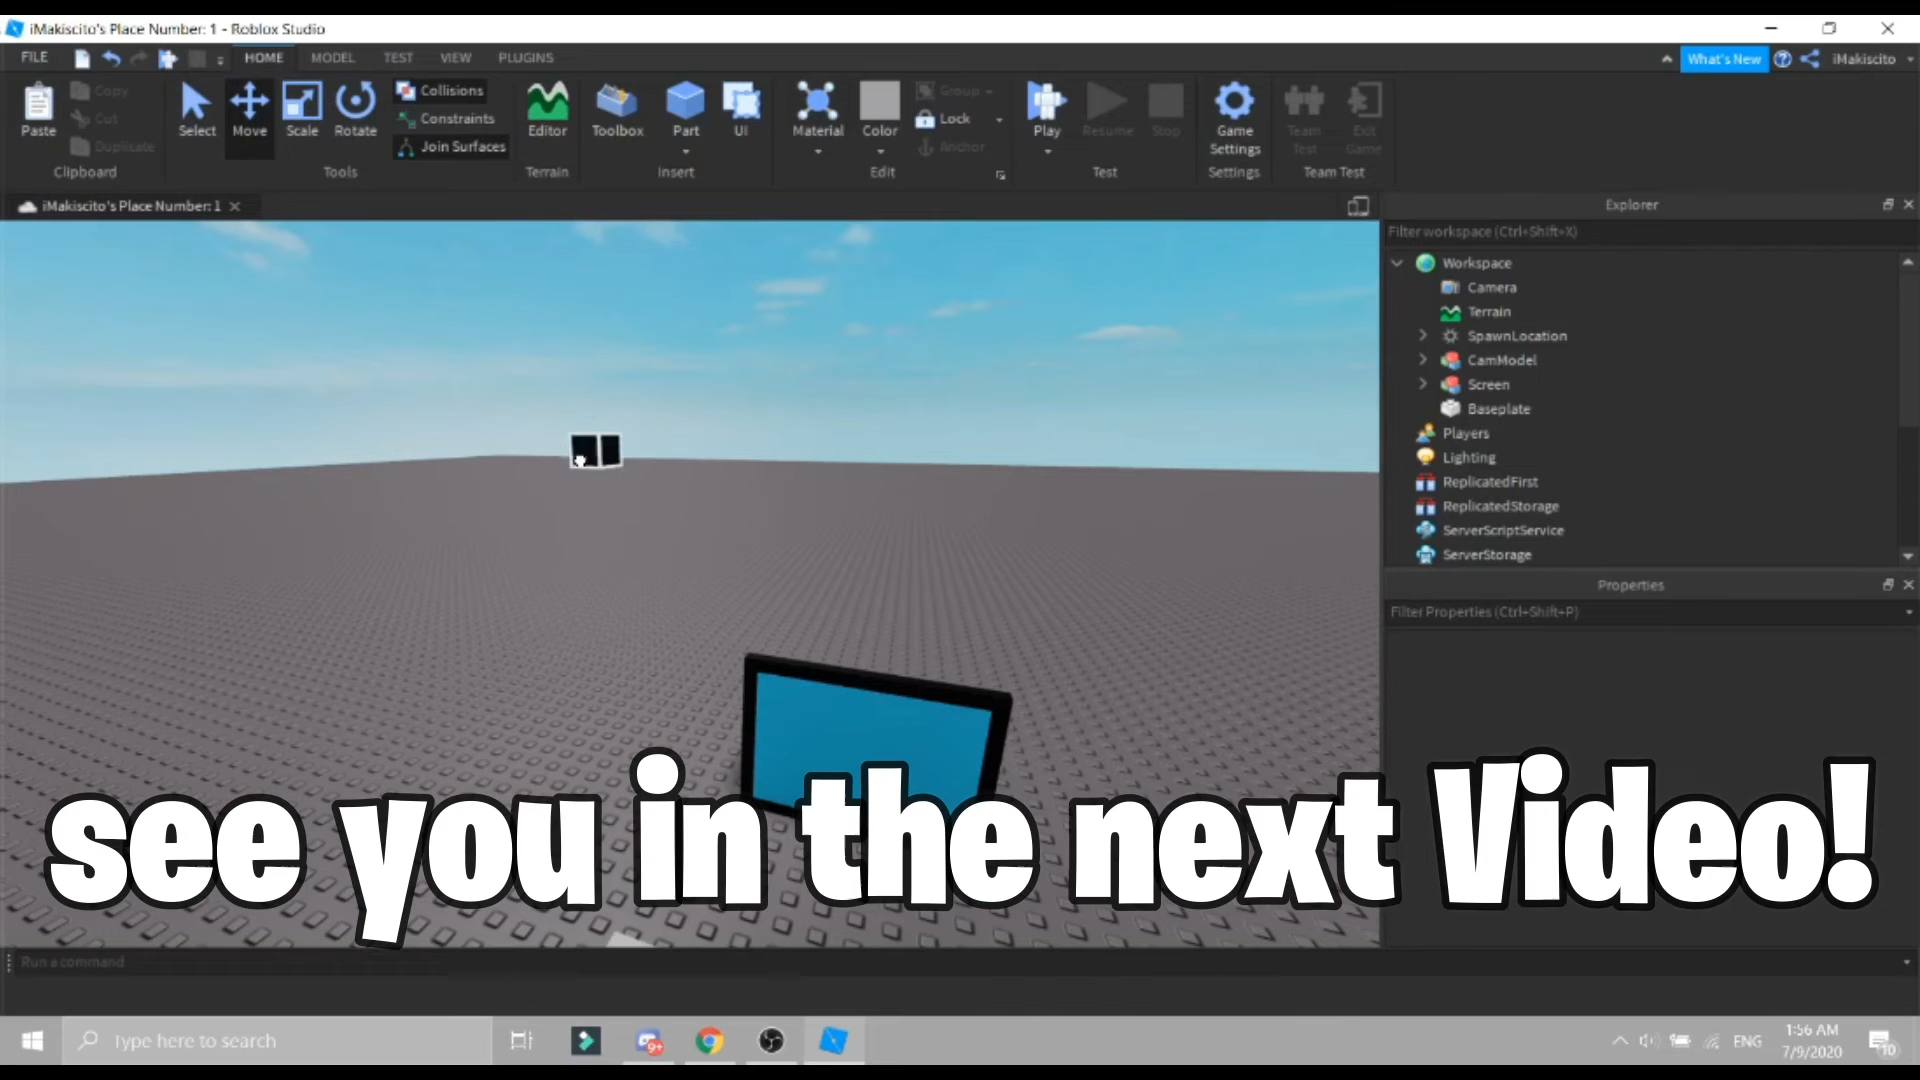 iMakiscito's Place Number: 1 - Roblox Studio
FILE HOME MODEL TEST VIEW PLUGINS What's New iMakiscito
Paste Copy Cut Duplicate Select Move Scale Rotate Collisions Constraints Join Surfaces Editor Toolbox Part UI Material Color Group Lock Anchor Play Resume Stop Game Settings Team Test Exit Game
Clipboard Tools Terrain Insert Edit Test Settings Team Test
iMakiscito's Place Number: 1
Explorer
Filter workspace (Ctrl+Shift+X)
Workspace
Camera
Terrain
SpawnLocation
CamModel
Screen
Baseplate
Players
Lighting
ReplicatedFirst
ReplicatedStorage
ServerScriptService
ServerStorage
Properties
Filter Properties (Ctrl+Shift+P)
see you in the next Video!
Run a command
Type here to search
9+
ENG
1:56 AM
7/9/2020
10